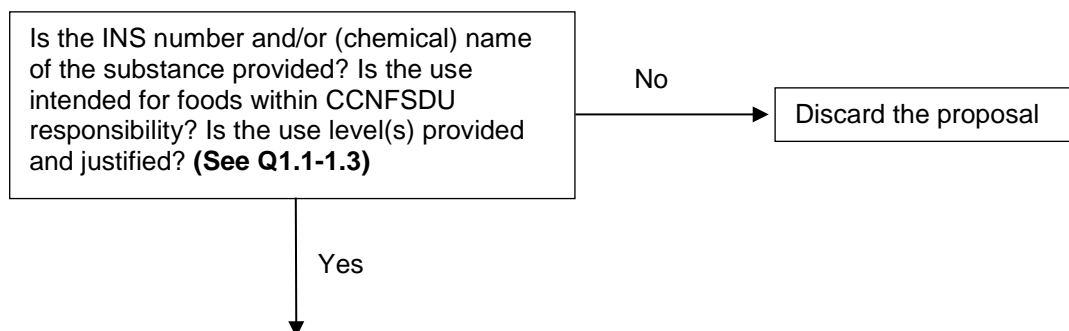 Is the INS number and/or (chemical) name
of the substance provided? Is the use
intended for foods within CCNFSDU
responsibility? Is the use level(s) provided
and justified? (See Q1.1-1.3)
No
Discard the proposal
Yes